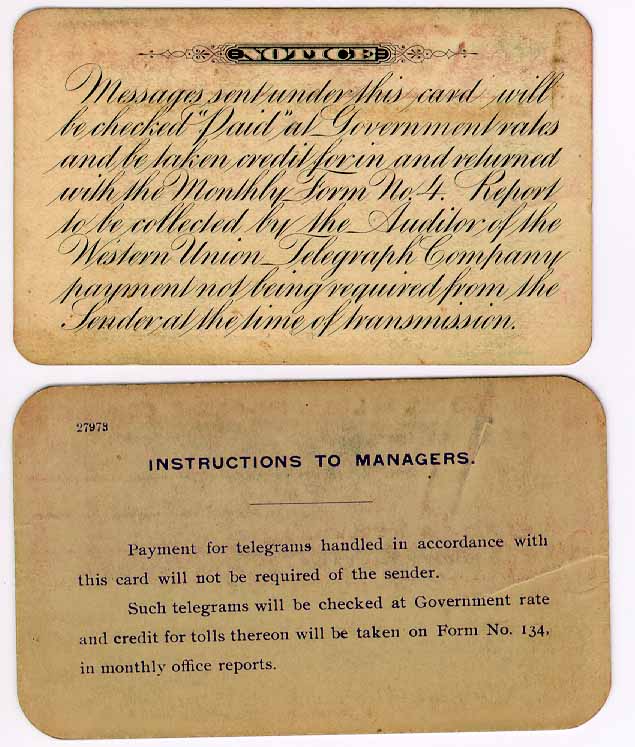 NOTICE
Messages sent under this card will
be checked "Paid" at Government rates
and be taken credit for in and returned
with the Monthly Form No. 4. Report
to be collected by the Auditor of the
Western Union Telegraph Company
payment not being required from the
Sender at the time of transmission.
27973
INSTRUCTIONS TO MANAGERS.
Payment for telegrams handled in accordance with
this card will not be required of the sender.
Such telegrams will be checked at Government rate
and credit for tolls thereon will be taken on Form No. 134,
in monthly office reports.